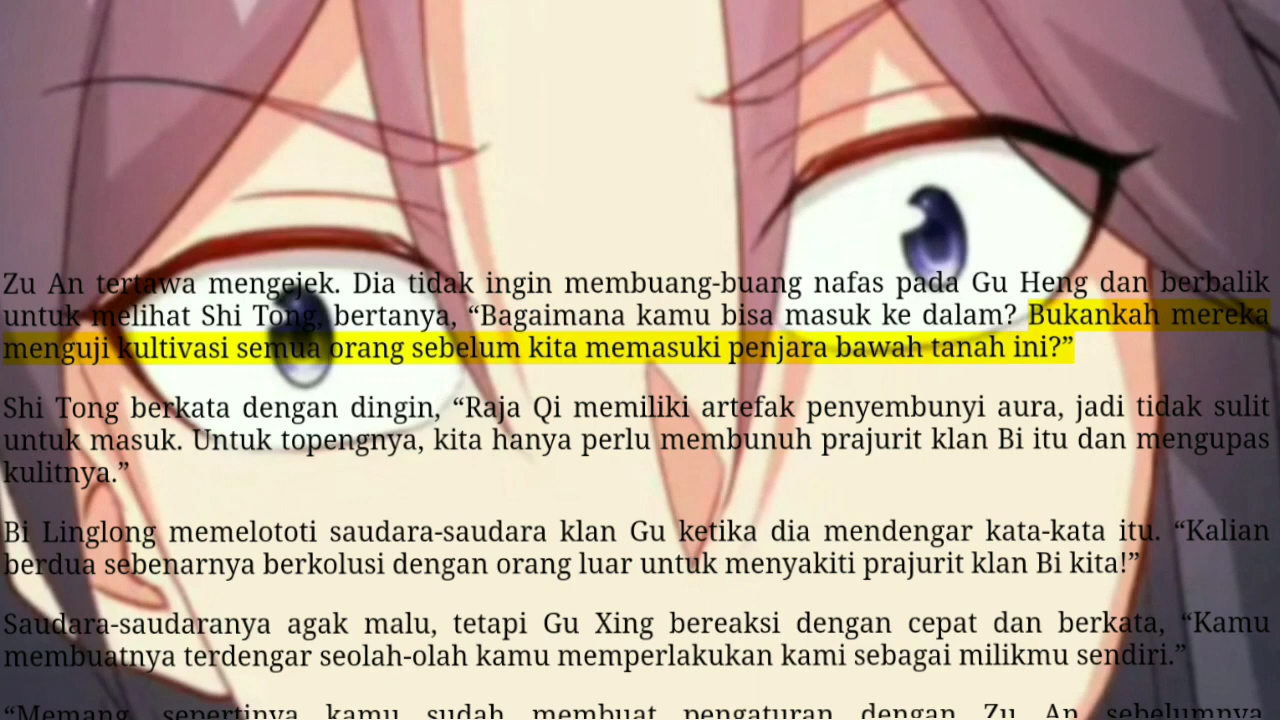 Zu An tertawa mengejek. Dia tidak ingin membuang-buang nafas pada Gu Heng dan berbalik
untuk melihat Shi Tong, bertanya, “Bagaimana kamu bisa masuk ke dalam? Bukankah mereka
menguji kultivasi semua orang sebelum kita memasuki penjara bawah tanah ini?”
Shi Tong berkata dengan dingin, “Raja Qi memiliki artefak penyembunyi aura, jadi tidak sulit
untuk masuk. Untuk topengnya, kita hanya perlu membunuh prajurit klan Bi itu dan mengupas
kulitnya.”
Bi Linglong memelototi saudara-saudara klan Gu ketika dia mendengar kata-kata itu. “Kalian
berdua sebenarnya berkolusi dengan orang luar untuk menyakiti prajurit klan Bi kita!”
Saudara-saudaranya agak malu, tetapi Gu Xing bereaksi dengan cepat dan berkata, “Kamu
membuatnya terdengar seolah-olah kamu memperlakukan kami sebagai milikmu sendiri.”
“Memang, sepertinya kamu sudah membuat pengaturan dengan Zu An sebelumnya,